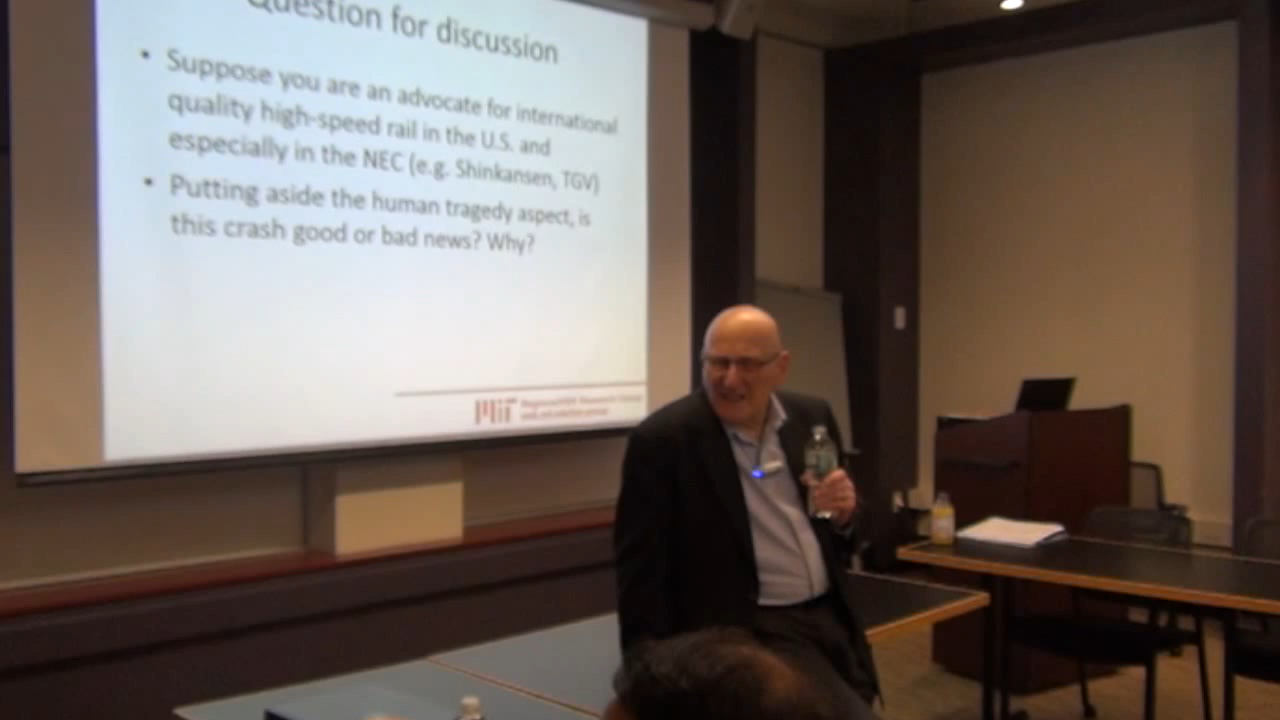 Question for discussion
• Suppose you are an advocate for international
quality high-speed rail in the U.S. and
especially in the NEC (e.g. Shinkansen, TGV)
• Putting aside the human tragedy aspect, is
this crash good or bad news? Why?
MIT